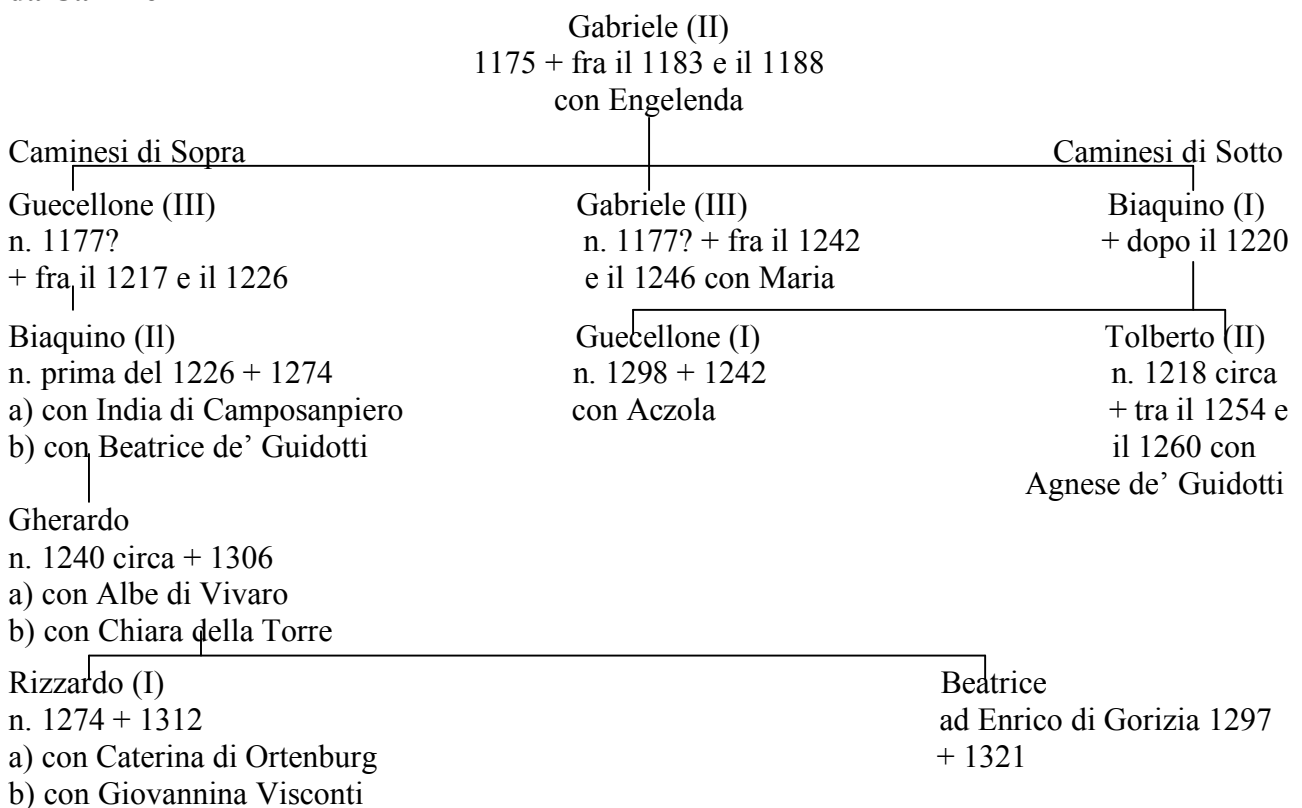 Gabriele (II)
1175 + fra il 1183 e il 1188
con Engelenda
Caminesi di Sopra Caminesi di Sotto
Guecellone (III) Gabriele (III) Biaquino (I)
n. 1177? n. 1177? + fra il 1242 + dopo il 1220
+ fra il 1217 e il 1226 e il 1246 con Maria
Biaquino (Il) Guecellone (I) Tolberto (II)
n. prima del 1226 + 1274 n. 1298 + 1242 n. 1218 circa
a) con India di Camposanpiero con Aczola + tra il 1254 e
b) con Beatrice de’ Guidotti il 1260 con
Agnese de’ Guidotti
Gherardo
n. 1240 circa + 1306
a) con Albe di Vivaro
b) con Chiara della Torre
Rizzardo (I) Beatrice
n. 1274 + 1312 ad Enrico di Gorizia 1297
a) con Caterina di Ortenburg + 1321
b) con Giovannina Visconti